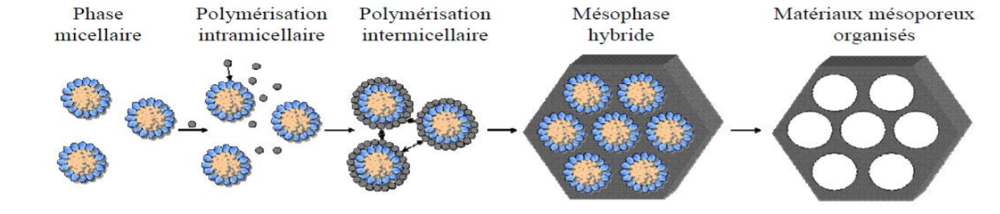 Phase
micellaire
Polymérisation
intramicellaire
Polymérisation
intermicellaire
Mésophase
hybride
Matériaux mésoporeux
organisés